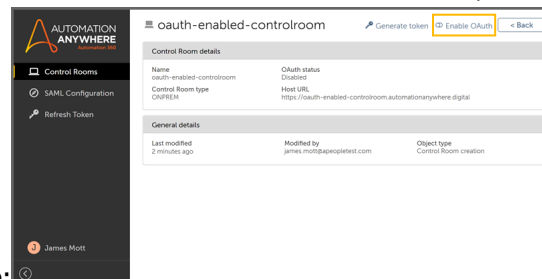 AUTOMATION
ANYWHERE
Automation 360
Control Rooms
SAML Configuration
Refresh Token
J James Mott
oauth-enabled-controlroom
Generate token
Enable OAuth
< Back
Control Room details
Name
oauth-enabled-controlroom
OAuth status
Disabled
Control Room type
ONPREM
Host URL
https://oauth-enabled-controlroom.automationanywhere.digital
General details
Last modified
2 minutes ago
Modified by
james.mott@apeopletest.com
Object type
Control Room creation